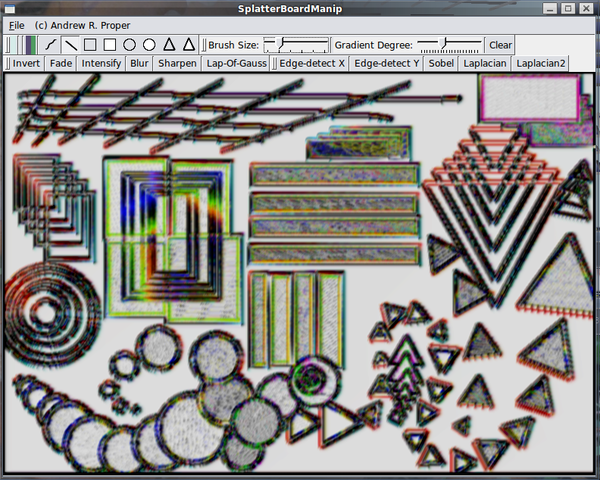 SplatterBoardManip
File (c) Andrew R. Proper
Brush Size: Gradient Degree: Clear
Invert Fade Intensify Blur Sharpen Lap-Of-Gauss Edge-detect X Edge-detect Y Sobel Laplacian Laplacian2